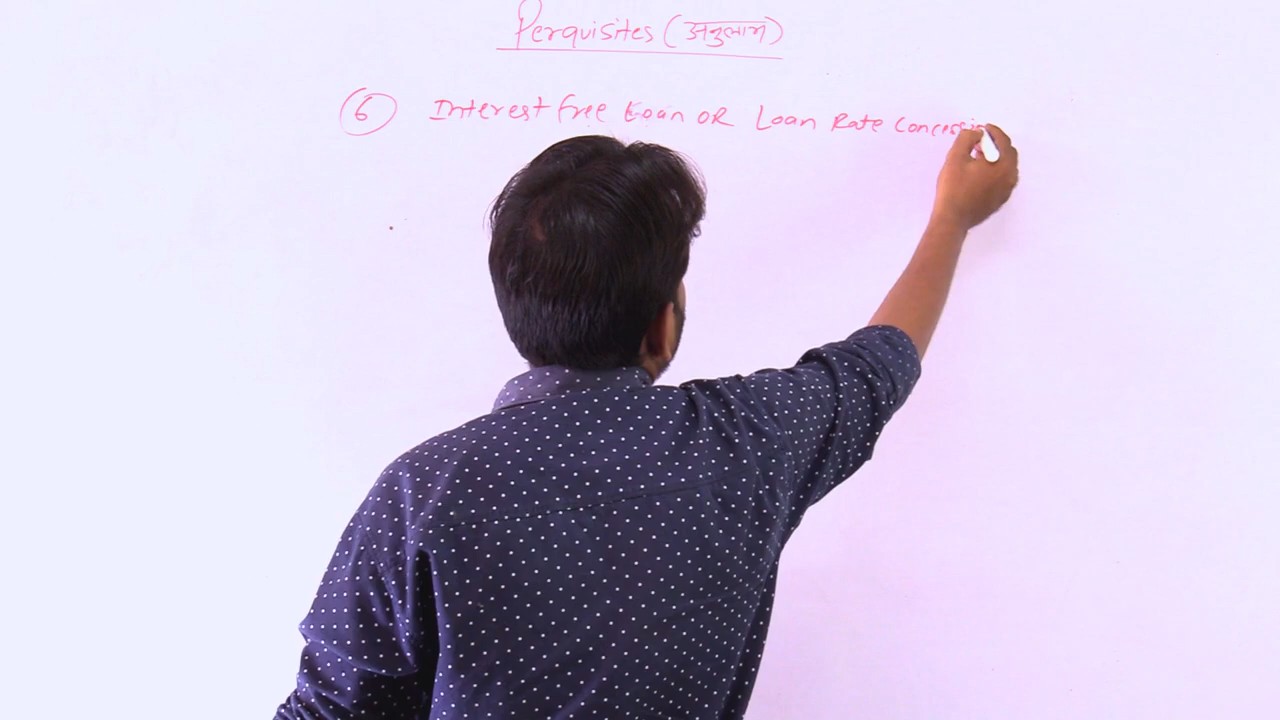 Perquisites (अनुलाभ)
6 Interest free Loan OR Loan Rate